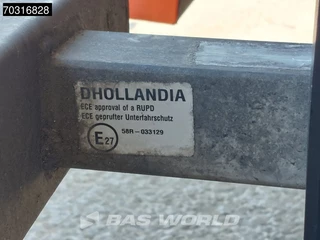 70316828
DHOLLANDIA
ECE approval of a RUPD
ECE geprüfter Unterfahrschutz
E27
58R-033129
BAS WORLD